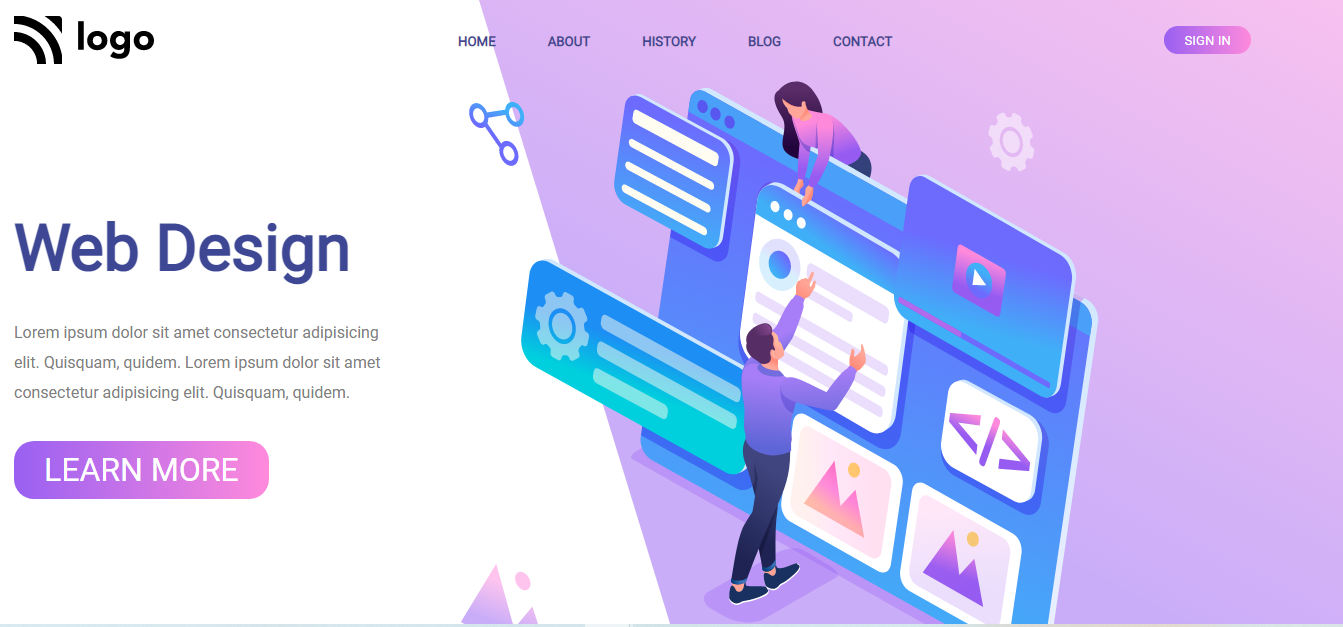 logo
HOME ABOUT HISTORY BLOG CONTACT
SIGN IN
Web Design
Lorem ipsum dolor sit amet consectetur adipisicing
elit. Quisquam, quidem. Lorem ipsum dolor sit amet
consectetur adipisicing elit. Quisquam, quidem.
LEARN MORE
</>